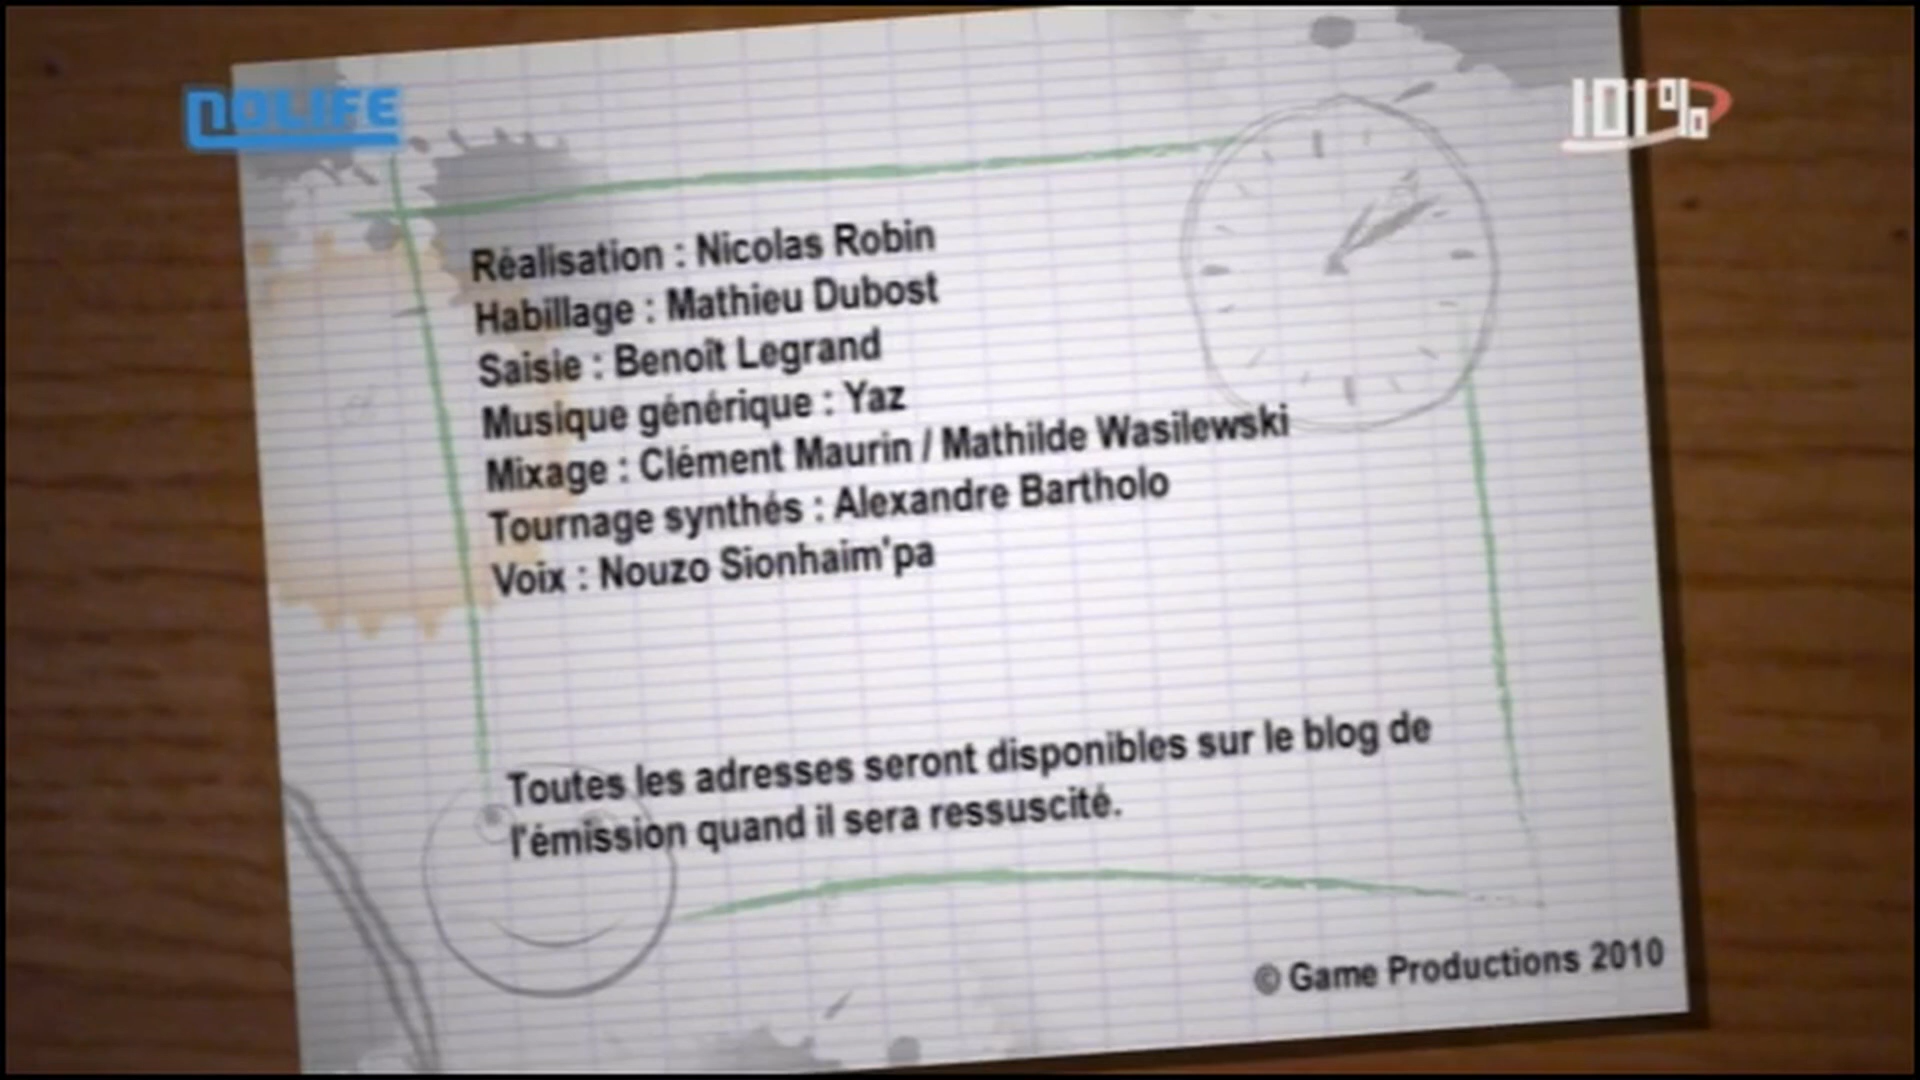 NOLIFE
101%
Réalisation : Nicolas Robin
Habillage : Mathieu Dubost
Saisie : Benoît Legrand
Musique générique : Yaz
Mixage : Clément Maurin / Mathilde Wasilewski
Tournage synthés : Alexandre Bartholo
Voix : Nouzo Sionhaim'pa
Toutes les adresses seront disponibles sur le blog de
l'émission quand il sera ressuscité.
© Game Productions 2010